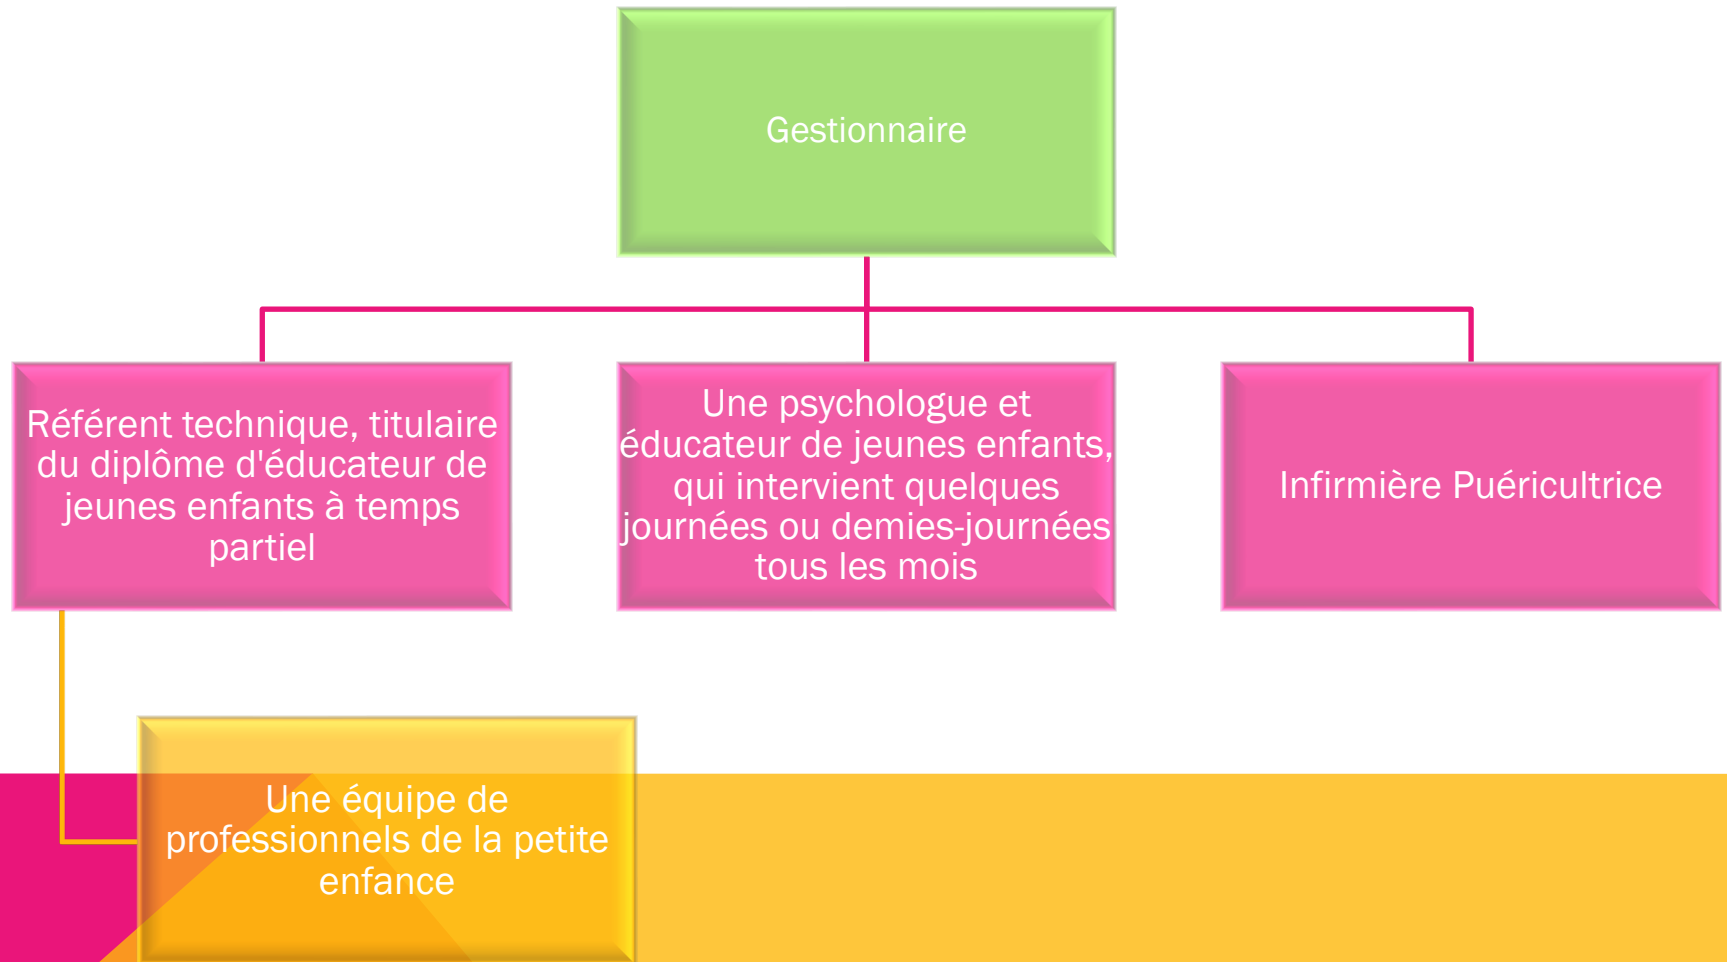 Gestionnaire
Référent technique, titulaire
du diplôme d'éducateur de
jeunes enfants à temps
partiel
Une psychologue et
éducateur de jeunes enfants,
qui intervient quelques
journées ou demies-journées
tous les mois
Infirmière Puéricultrice
Une équipe de
professionnels de la petite
enfance